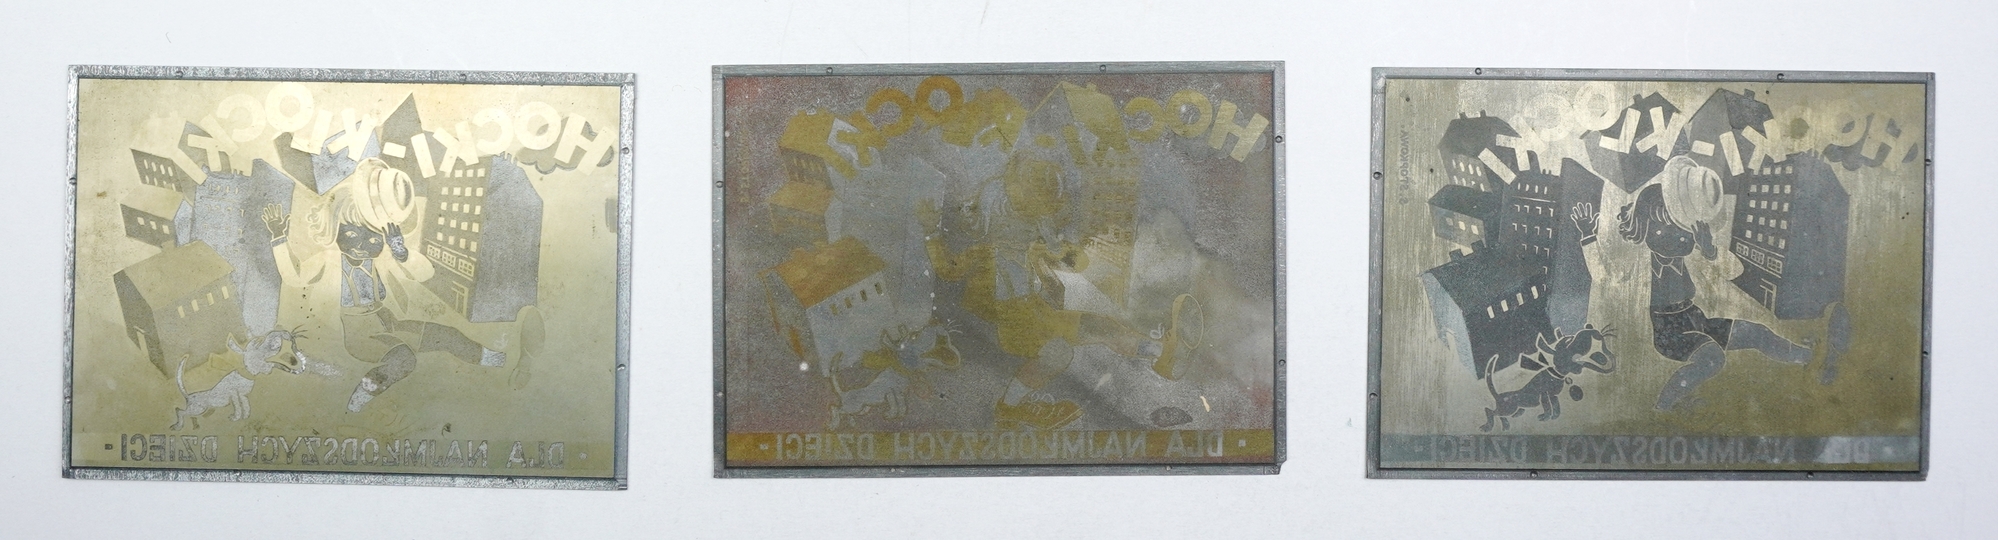 HOCKI-KLOCKI
· DLA NAJMŁODSZYCH DZIECI ·
HOCKI-KLOCKI
· DLA NAJMŁODSZYCH DZIECI ·
HOCKI-KLOCKI
DLA NAJMŁODSZYCH DZIECI ·